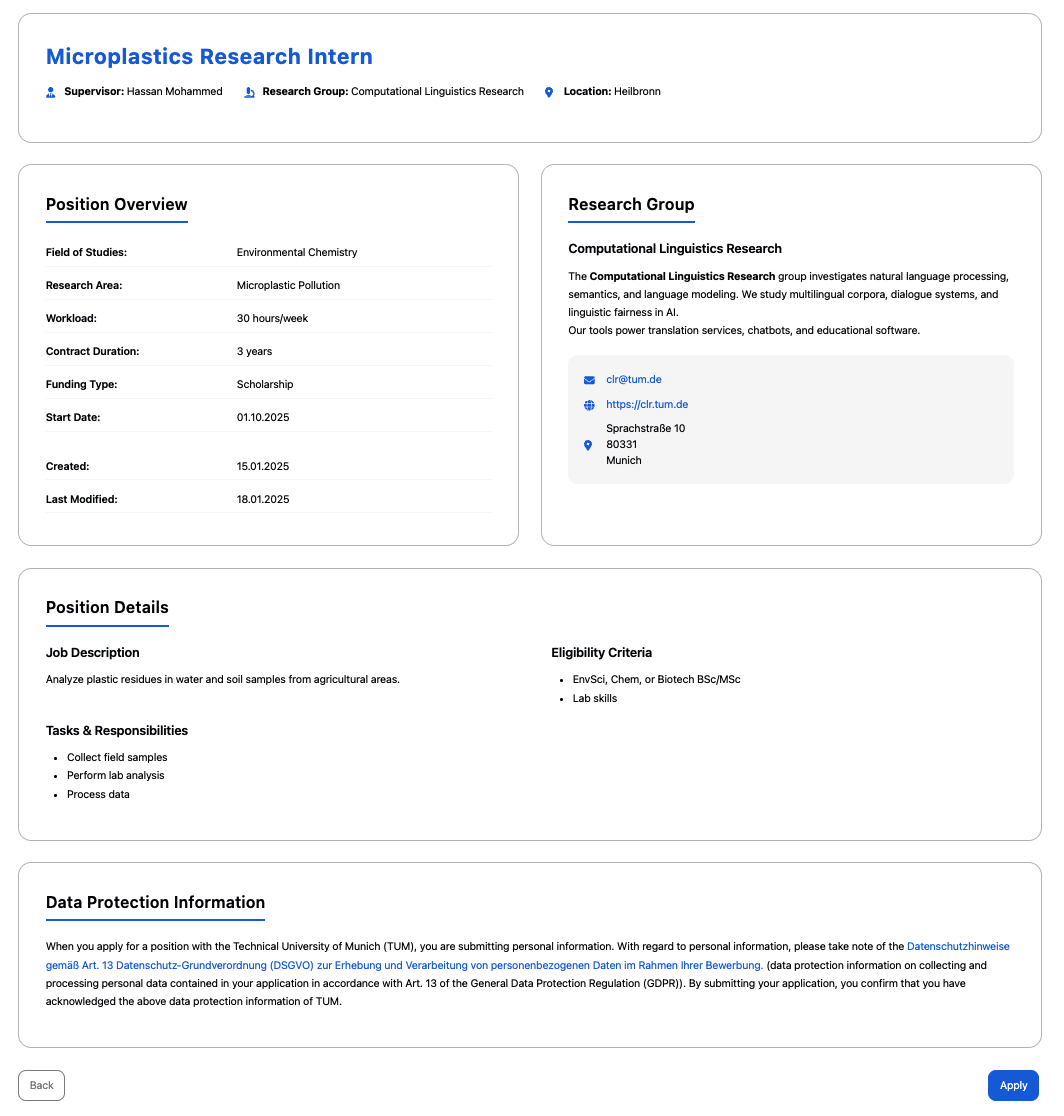 Microplastics Research Intern
Supervisor: Hassan Mohammed Research Group: Computational Linguistics Research Location: Heilbronn
Position Overview
Field of Studies: Environmental Chemistry
Research Area: Microplastic Pollution
Workload: 30 hours/week
Contract Duration: 3 years
Funding Type: Scholarship
Start Date: 01.10.2025
Created: 15.01.2025
Last Modified: 18.01.2025
Research Group
Computational Linguistics Research
The Computational Linguistics Research group investigates natural language processing,
semantics, and language modeling. We study multilingual corpora, dialogue systems, and
linguistic fairness in AI.
Our tools power translation services, chatbots, and educational software.
clr@tum.de
https://clr.tum.de
Sprachstraße 10
80331
Munich
Position Details
Job Description
Analyze plastic residues in water and soil samples from agricultural areas.
Tasks & Responsibilities
• Collect field samples
• Perform lab analysis
• Process data
Eligibility Criteria
• EnvSci, Chem, or Biotech BSc/MSc
• Lab skills
Data Protection Information
When you apply for a position with the Technical University of Munich (TUM), you are submitting personal information. With regard to personal information, please take note of the Datenschutzhinweise
gemäß Art. 13 Datenschutz-Grundverordnung (DSGVO) zur Erhebung und Verarbeitung von personenbezogenen Daten im Rahmen Ihrer Bewerbung. (data protection information on collecting and
processing personal data contained in your application in accordance with Art. 13 of the General Data Protection Regulation (GDPR)). By submitting your application, you confirm that you have
acknowledged the above data protection information of TUM.
Back
Apply